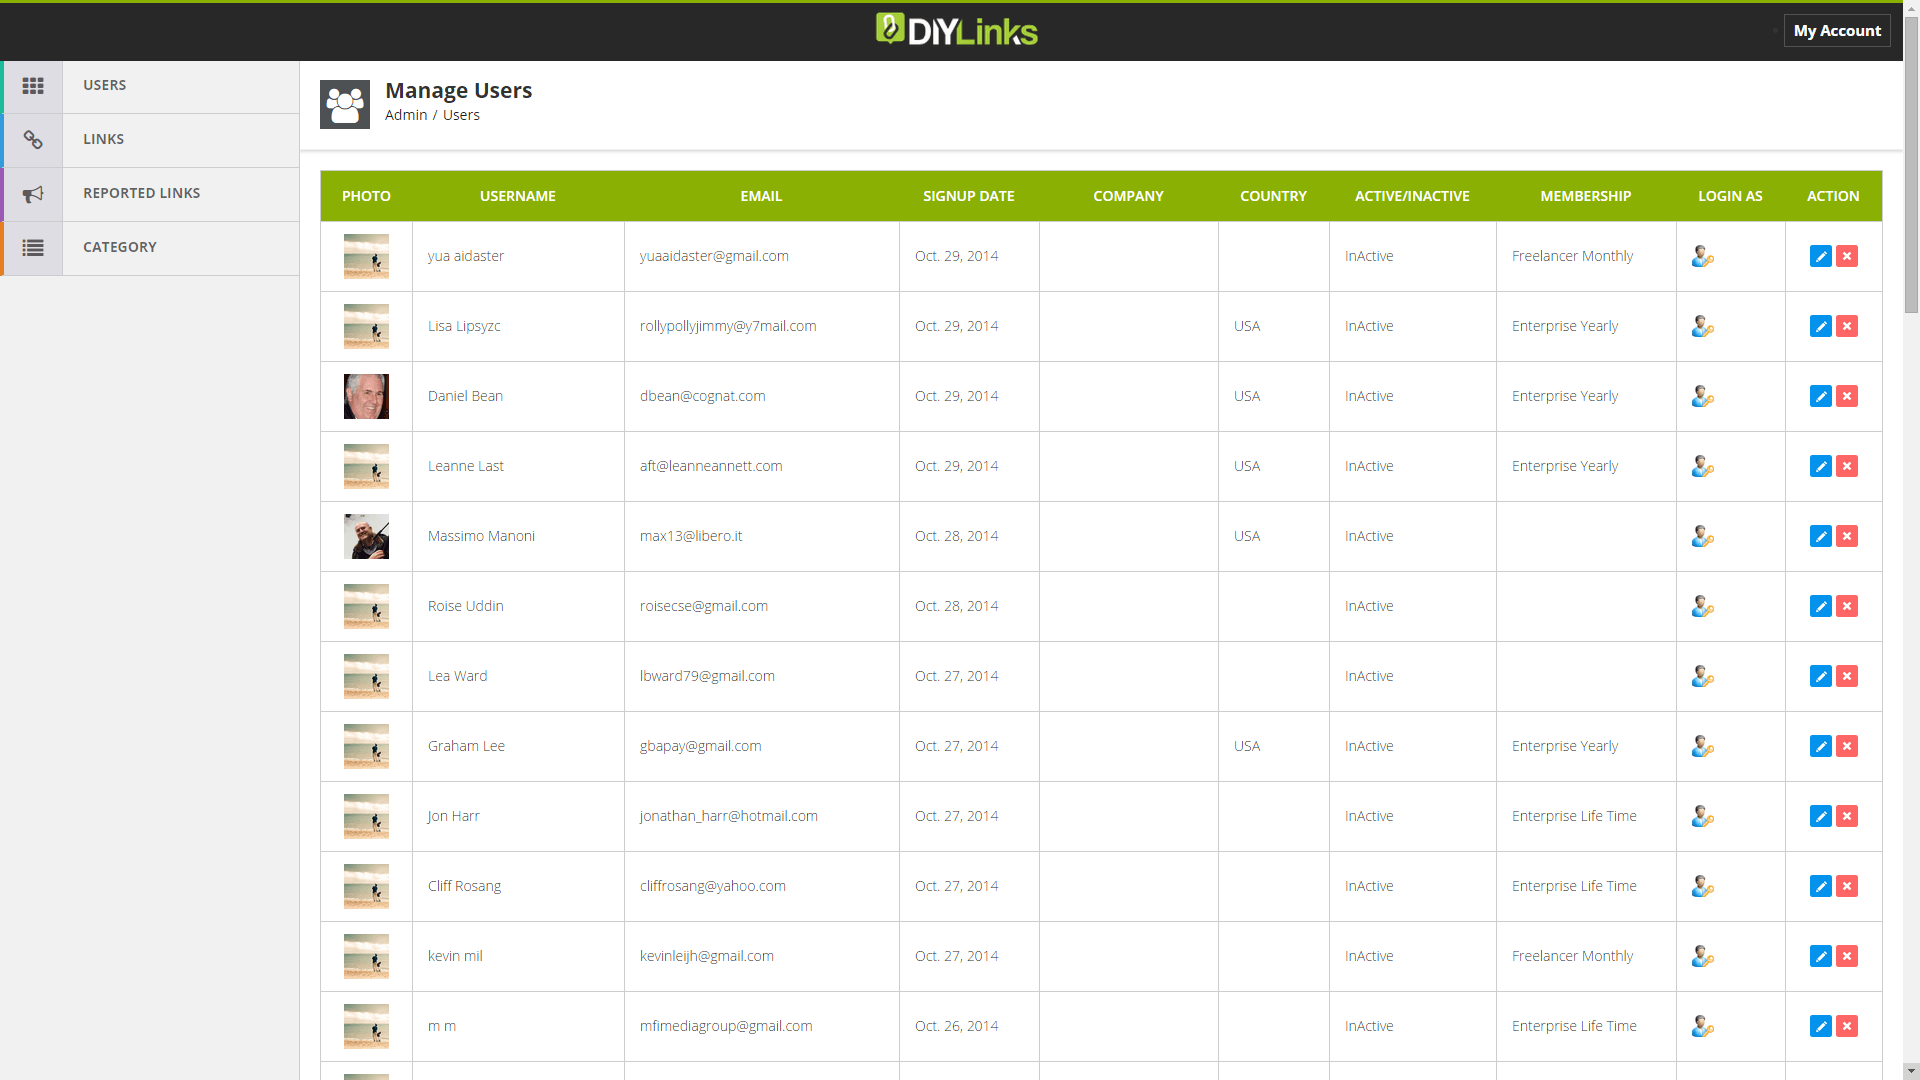 DIYLinks
My Account
USERS
LINKS
REPORTED LINKS
CATEGORY
Manage Users
Admin / Users
PHOTO USERNAME EMAIL SIGNUP DATE COMPANY COUNTRY ACTIVE/INACTIVE MEMBERSHIP LOGIN AS ACTION
yua aidaster yuaaidaster@gmail.com Oct. 29, 2014 InActive Freelancer Monthly
Lisa Lipsyzc rollypollyjimmy@y7mail.com Oct. 29, 2014 USA InActive Enterprise Yearly
Daniel Bean dbean@cognat.com Oct. 29, 2014 USA InActive Enterprise Yearly
Leanne Last aft@leanneannett.com Oct. 29, 2014 USA InActive Enterprise Yearly
Massimo Manoni max13@libero.it Oct. 28, 2014 USA InActive
Roise Uddin roisecse@gmail.com Oct. 28, 2014 InActive
Lea Ward lbward79@gmail.com Oct. 27, 2014 InActive
Graham Lee gbapay@gmail.com Oct. 27, 2014 USA InActive Enterprise Yearly
Jon Harr jonathan_harr@hotmail.com Oct. 27, 2014 InActive Enterprise Life Time
Cliff Rosang cliffrosang@yahoo.com Oct. 27, 2014 InActive Enterprise Life Time
kevin mil kevinleijh@gmail.com Oct. 27, 2014 InActive Freelancer Monthly
m m mfimediagroup@gmail.com Oct. 26, 2014 InActive Enterprise Life Time